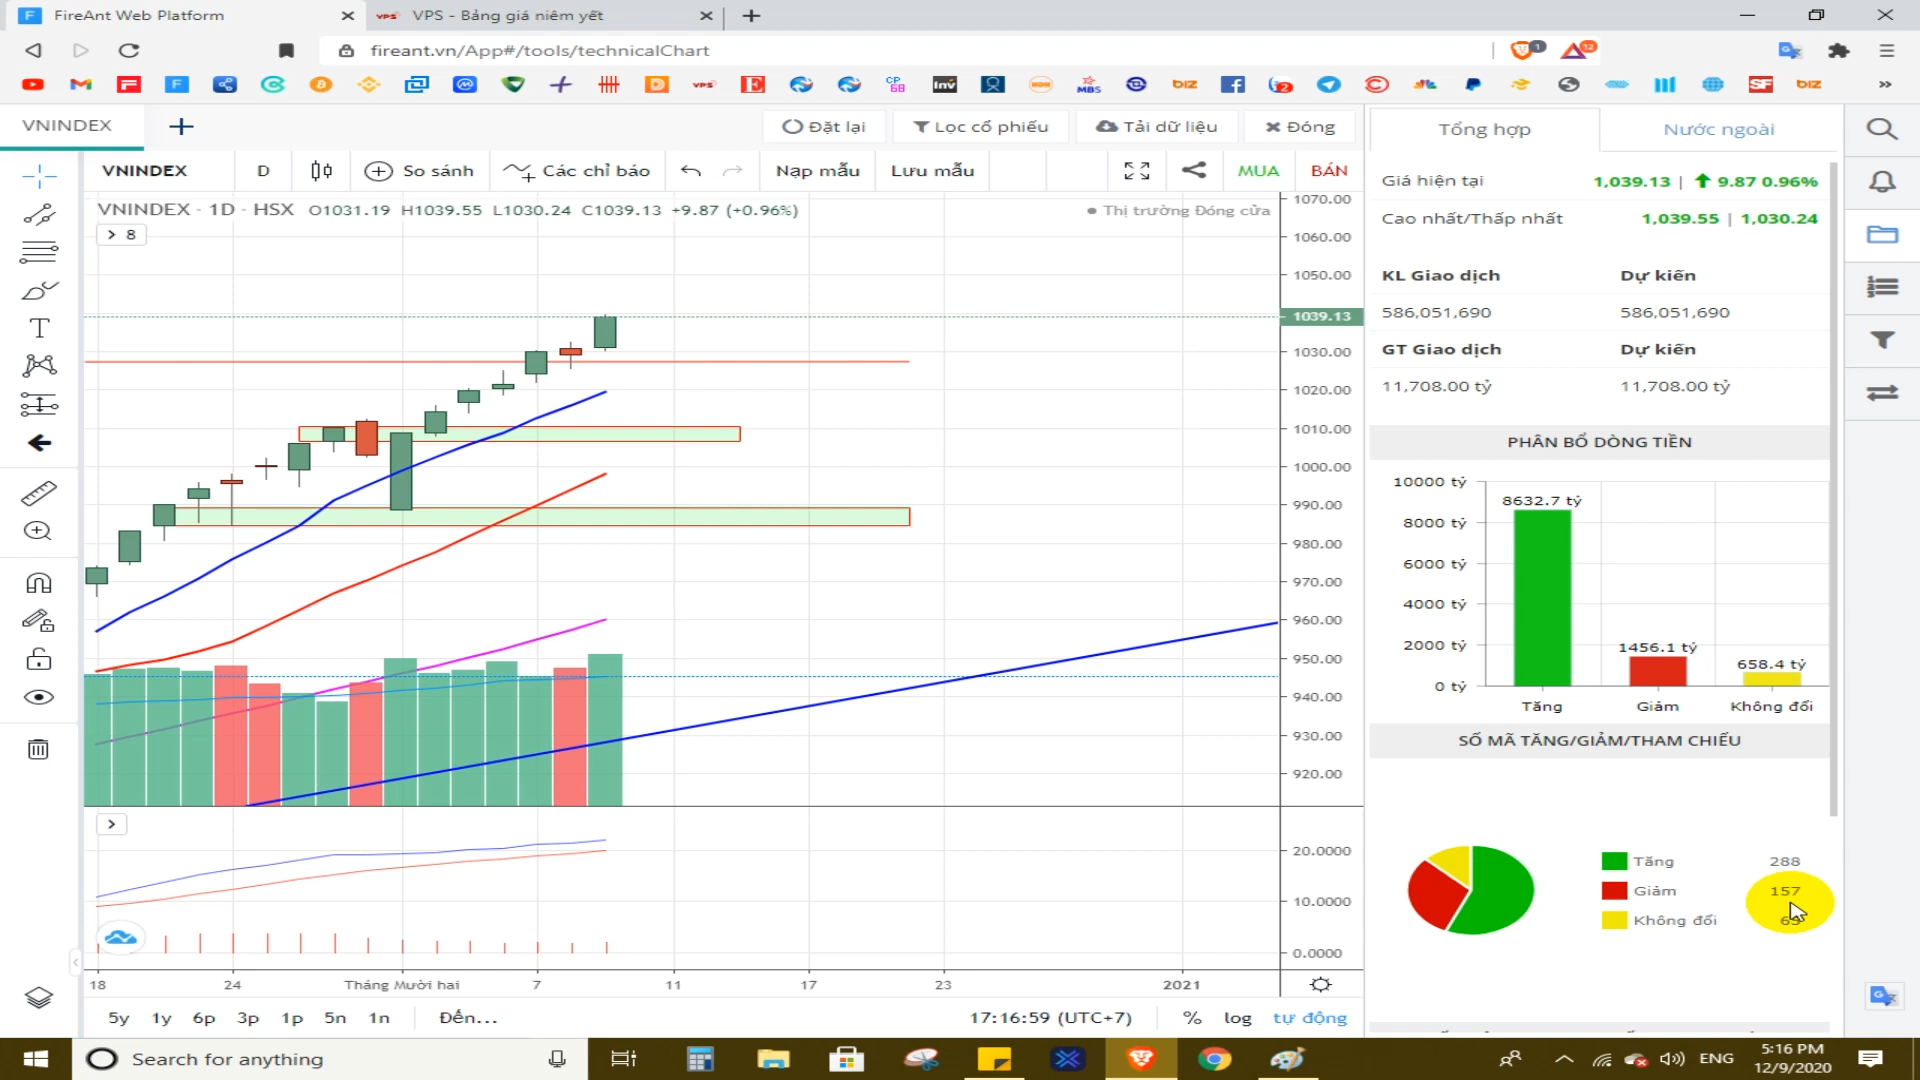 FireAnt Web Platform
VPS - Bảng giá niêm yết
fireant.vn/App#/tools/technicalChart
1
12
VPS
E
CP
68
Inv
MBS
BIZ
2
SF
BIZ
VNINDEX
Đặt lại
Lọc cổ phiếu
Tải dữ liệu
Đóng
Tổng hợp
Nước ngoài
VNINDEX
D
So sánh
Các chỉ báo
Nạp mẫu
Lưu mẫu
MUA
BÁN
VNINDEX · 1D · HSX O1031.19 H1039.55 L1030.24 C1039.13 +9.87 (+0.96%)
Thị trường Đóng cửa
8
1070.00
1060.00
1050.00
1039.13
1030.00
1020.00
1010.00
1000.00
990.00
980.00
970.00
960.00
950.00
940.00
930.00
920.00
20.0000
10.0000
0.0000
18
24
Tháng Mười hai
7
11
17
23
2021
5y 1y 6p 3p 1p 5n 1n
Đến...
17:16:59 (UTC+7)
%
log
tự động
Giá hiện tại
1,039.13 | 9.87 0.96%
Cao nhất/Thấp nhất
1,039.55 | 1,030.24
KL Giao dịch
Dự kiến
586,051,690
586,051,690
GT Giao dịch
Dự kiến
11,708.00 tỷ
11,708.00 tỷ
PHÂN BỔ DÒNG TIỀN
10000 tỷ
8000 tỷ
6000 tỷ
4000 tỷ
2000 tỷ
0 tỷ
8632.7 tỷ
1456.1 tỷ
658.4 tỷ
Tăng
Giảm
Không đổi
SỐ MÃ TĂNG/GIẢM/THAM CHIẾU
Tăng
288
Giảm
157
Không đổi
Search for anything
ENG
5:16 PM
12/9/2020